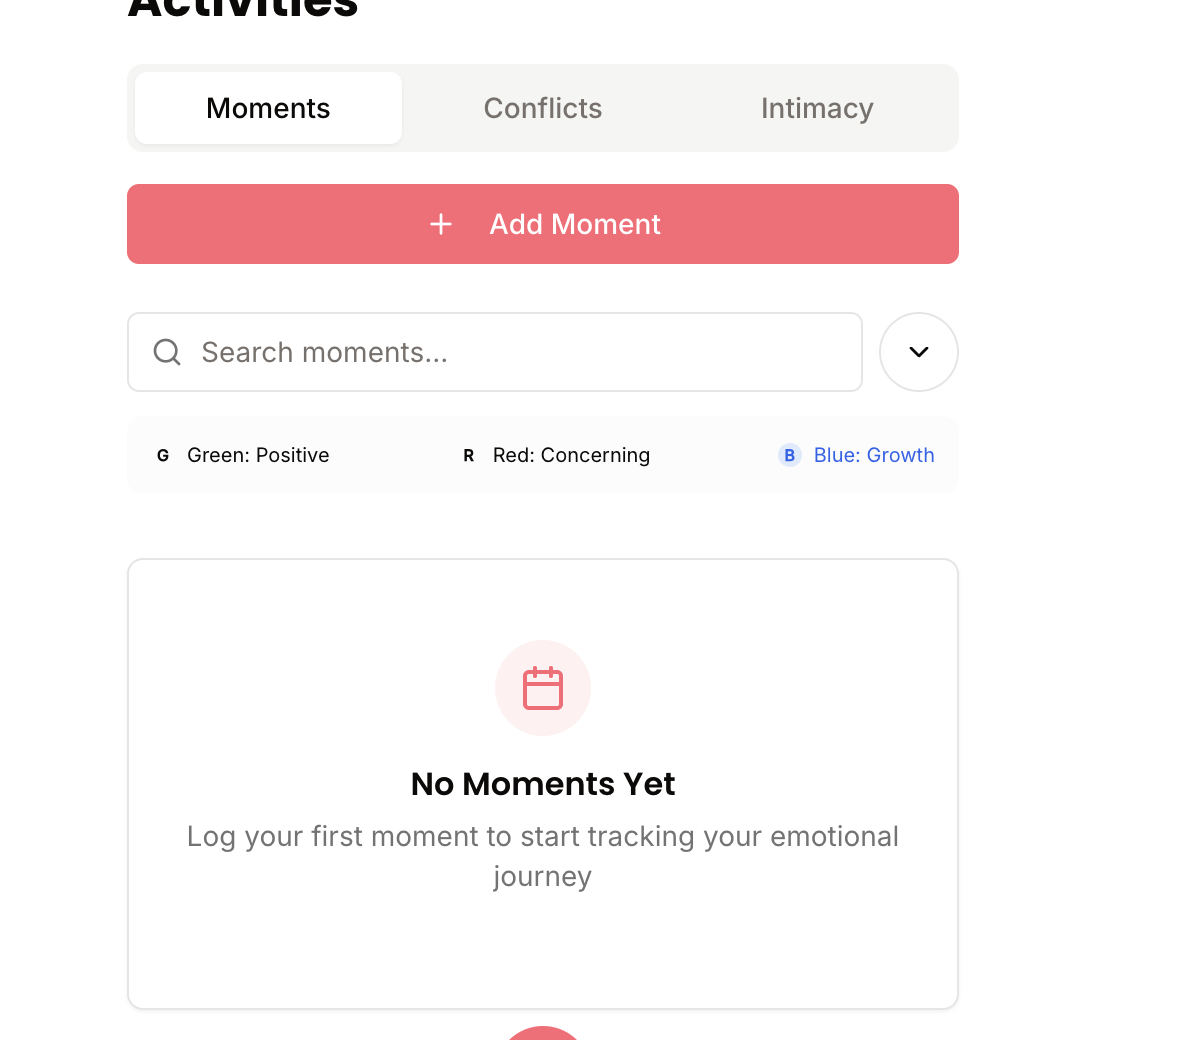 Activities
Moments
Conflicts
Intimacy
Add Moment
Search moments...
G Green: Positive
R Red: Concerning
B Blue: Growth
No Moments Yet
Log your first moment to start tracking your emotional
journey